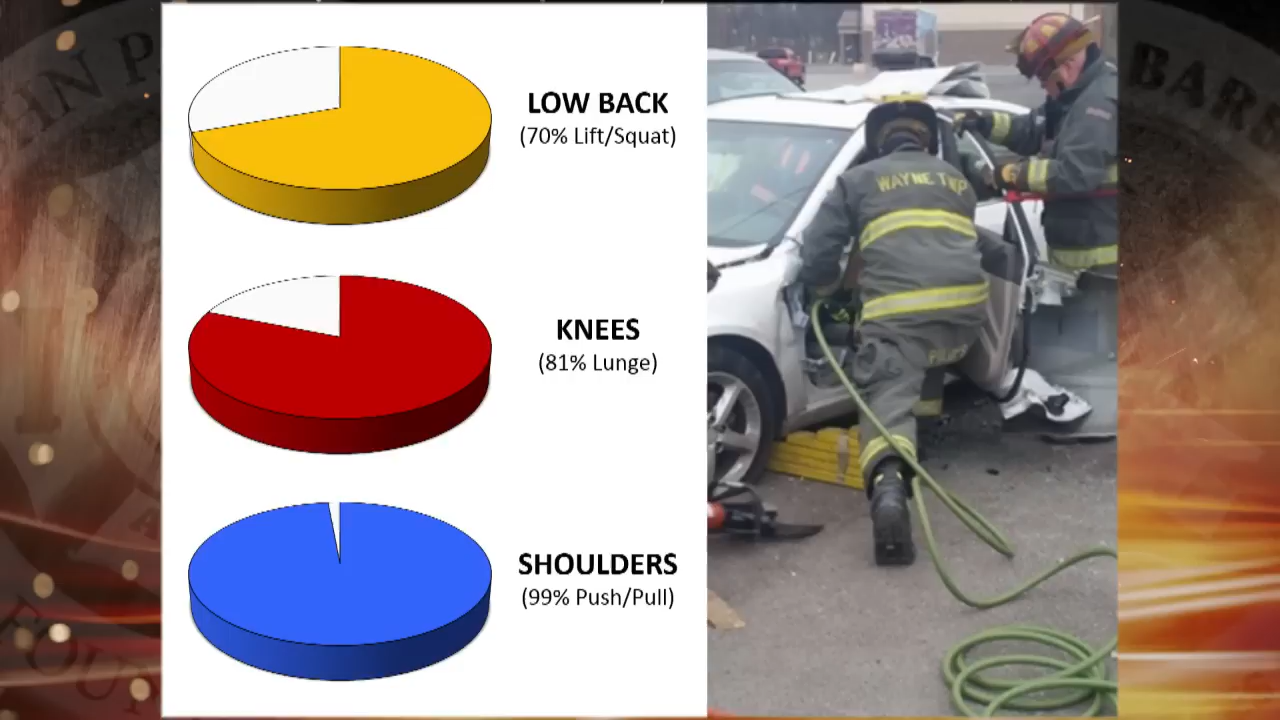 LOW BACK
(70% Lift/Squat)
KNEES
(81% Lunge)
SHOULDERS
(99% Push/Pull)
WAYNE TWP